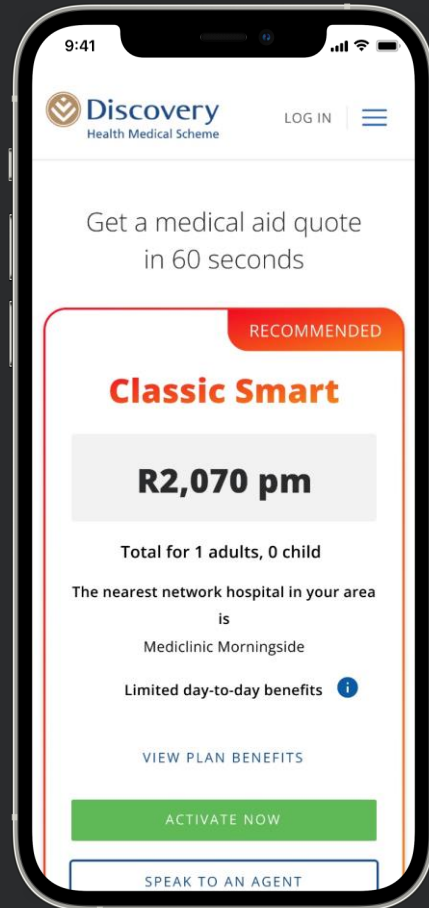 9:41
Discovery
Health Medical Scheme
LOG IN
Get a medical aid quote
in 60 seconds
RECOMMENDED
Classic Smart
R2,070 pm
Total for 1 adults, 0 child
The nearest network hospital in your area
is
Mediclinic Morningside
Limited day-to-day benefits i
VIEW PLAN BENEFITS
ACTIVATE NOW
SPEAK TO AN AGENT